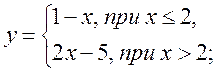 y = { 1 − x, при x ≤ 2,
2x − 5, при x > 2;